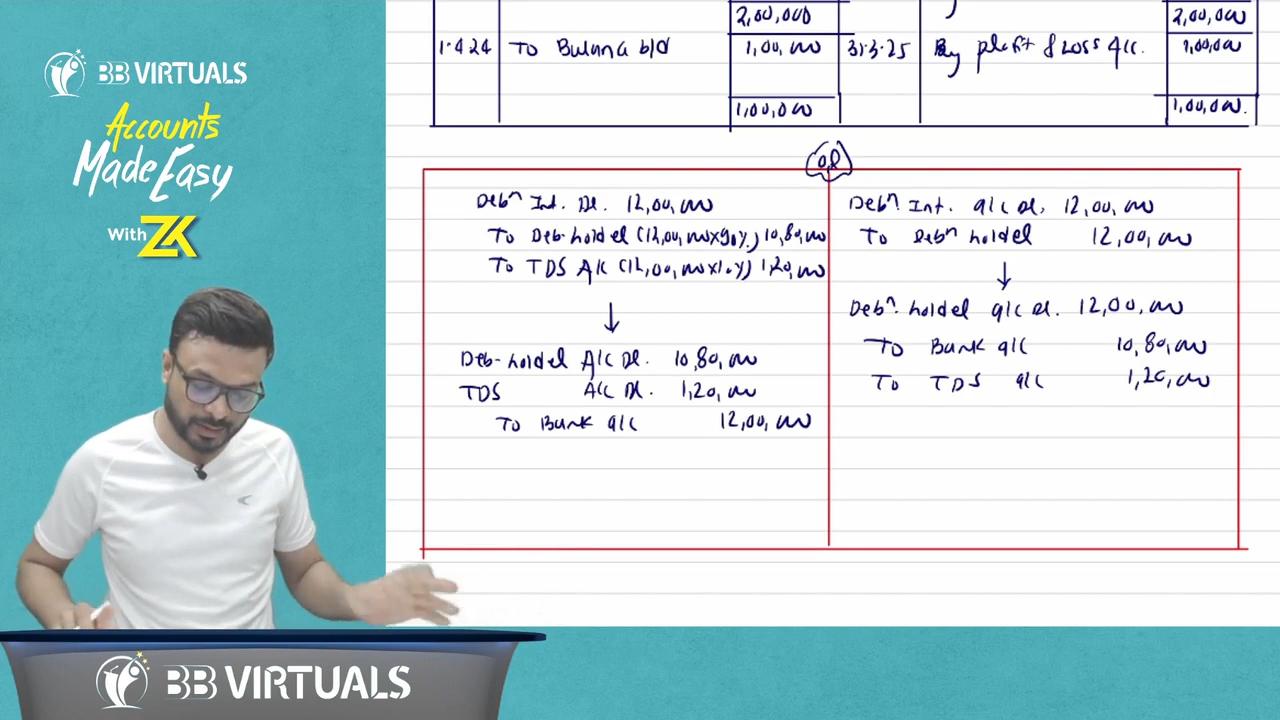 2,00,000
2,00,000
1.4.24 To Balance b/d 1,00,000 31.3.25 By profit & Loss A/c. 1,00,000
1,00,000
1,00,000.
BB VIRTUALS
Accounts
Made Easy
With ZK
OR
Debⁿ Int. Dr. 12,00,000
To Deb-holder (12,00,000x90%) 10,80,000
To TDS A/c (12,00,000x10%) 1,20,000
↓
Deb-holder A/c Dr. 10,80,000
TDS A/c Dr. 1,20,000
To Bank a/c 12,00,000
Debⁿ. Int. a/c Dr. 12,00,000
To Debⁿ holder 12,00,000
↓
Debⁿ. holder a/c Dr. 12,00,000
To Bank a/c 10,80,000
To TDS a/c 1,20,000
BB VIRTUALS